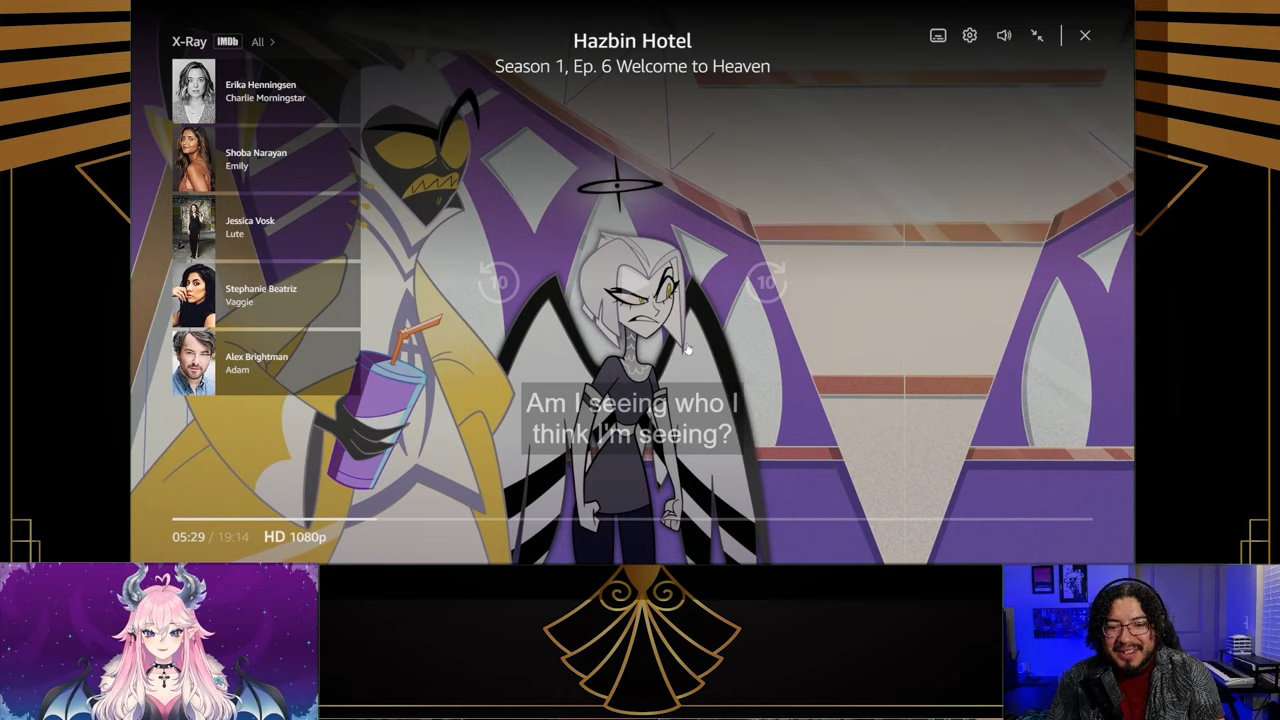 X-Ray IMDb All >
Hazbin Hotel
Season 1, Ep. 6 Welcome to Heaven
Erika Henningsen
Charlie Morningstar
Shoba Narayan
Emily
Jessica Vosk
Lute
Stephanie Beatriz
Vaggie
Alex Brightman
Adam
10
10
Am I seeing who I
think I'm seeing?
05:29 / 19:14 HD 1080p